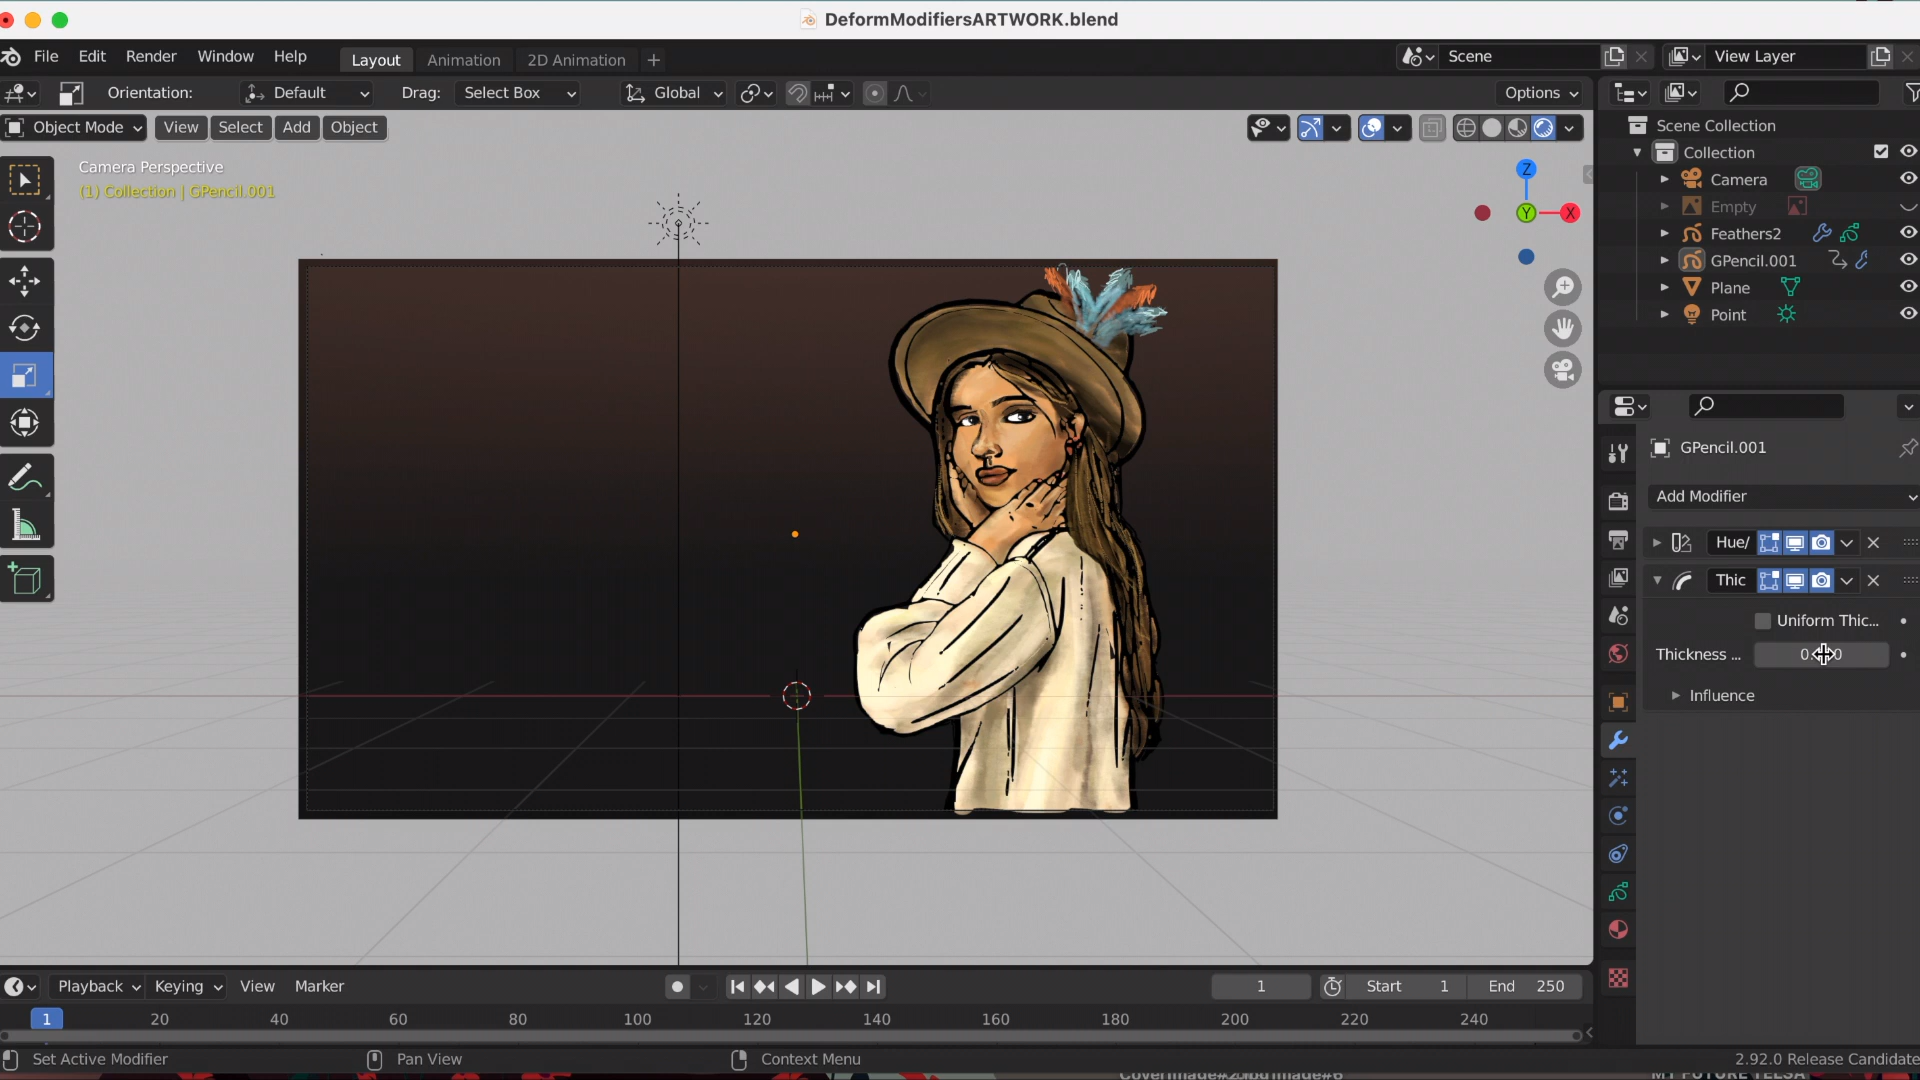 DeformModifiersARTWORK.blend
File Edit Render Window Help Layout Animation 2D Animation + Scene View Layer
Orientation: Default Drag: Select Box Global Options
Object Mode View Select Add Object
Scene Collection
Collection
Camera
Empty
Feathers2
GPencil.001
Plane
Point
Camera Perspective
(1) Collection | GPencil.001
Z
Y
X
GPencil.001
Add Modifier
Hue/
Thic
Uniform Thic...
Thickness ...
Influence
Playback Keying View Marker 1 Start 1 End 250
1 20 40 60 80 100 120 140 160 180 200 220 240
Set Active Modifier Pan View Context Menu 2.92.0 Release Candidate